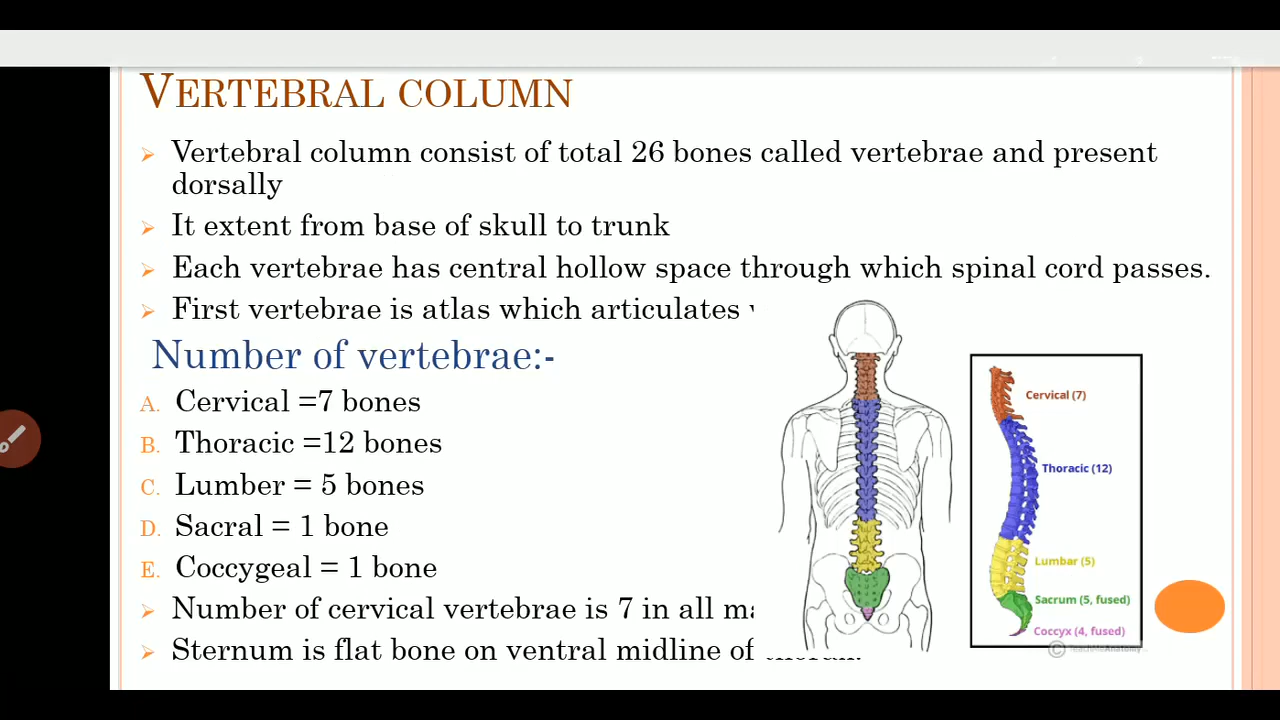 VERTEBRAL COLUMN
Vertebral column consist of total 26 bones called vertebrae and present
dorsally
It extent from base of skull to trunk
Each vertebrae has central hollow space through which spinal cord passes.
First vertebrae is atlas which articulates
Number of vertebrae:-
A. Cervical =7 bones
B. Thoracic =12 bones
C. Lumber = 5 bones
D. Sacral = 1 bone
E. Coccygeal = 1 bone
Number of cervical vertebrae is 7 in all
Sternum is flat bone on ventral midline of
Cervical (7)
Thoracic (12)
Lumbar (5)
Sacrum (5, fused)
Coccyx (4, fused)
© TeachMeAnatomy